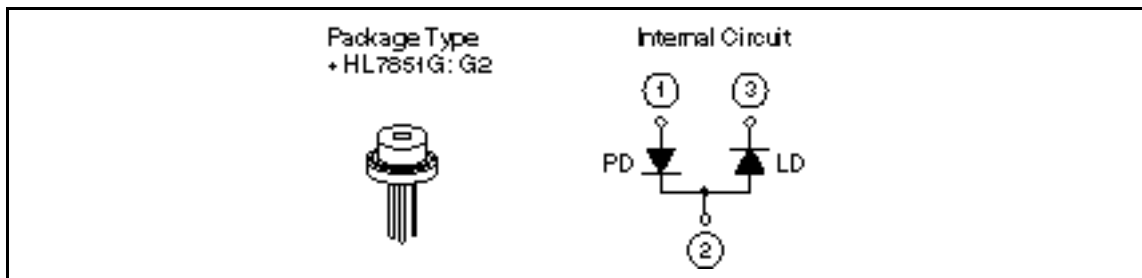 Package Type
• HL7851G: G2
Internal Circuit
1
3
PD
LD
2